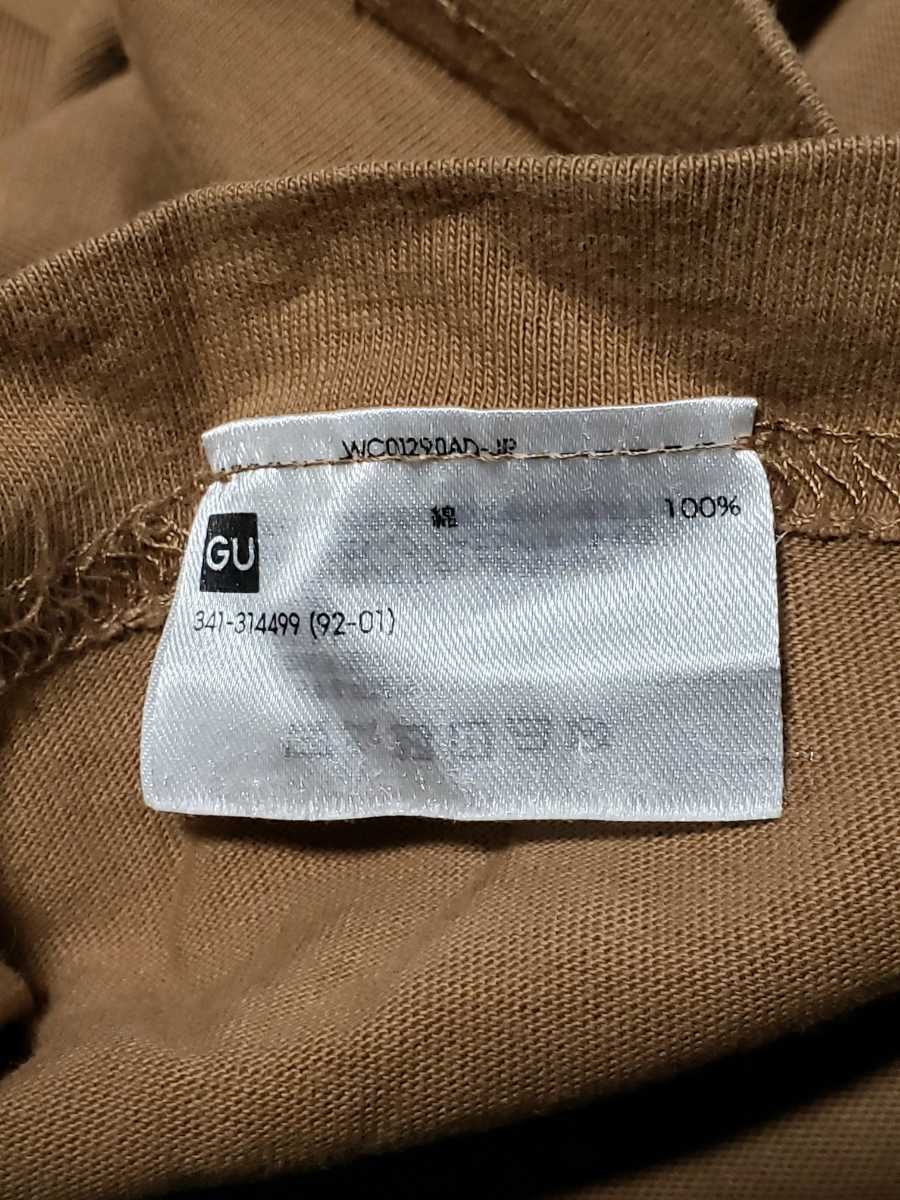 WC01290AD-JP
綿 100%
GU
341-314499 (92-01)